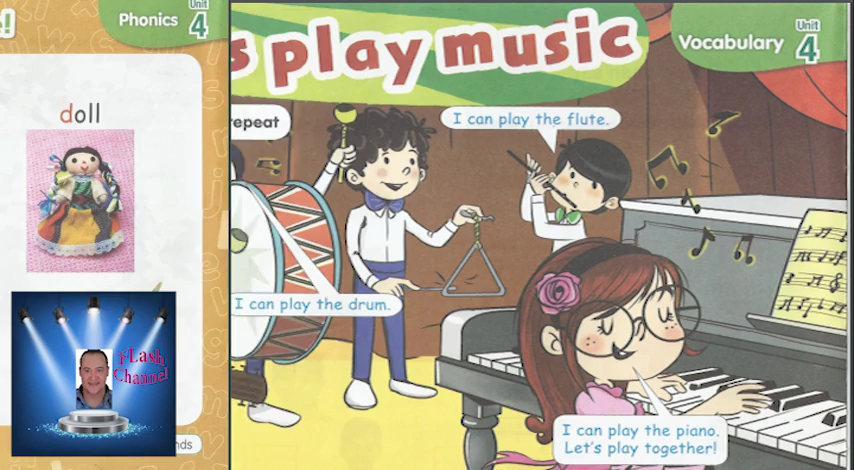 Phonics
Unit
4
doll
Flash
Channel
s play music
Vocabulary
Unit
4
repeat
I can play the flute.
I can play the drum.
I can play the piano.
Let's play together!